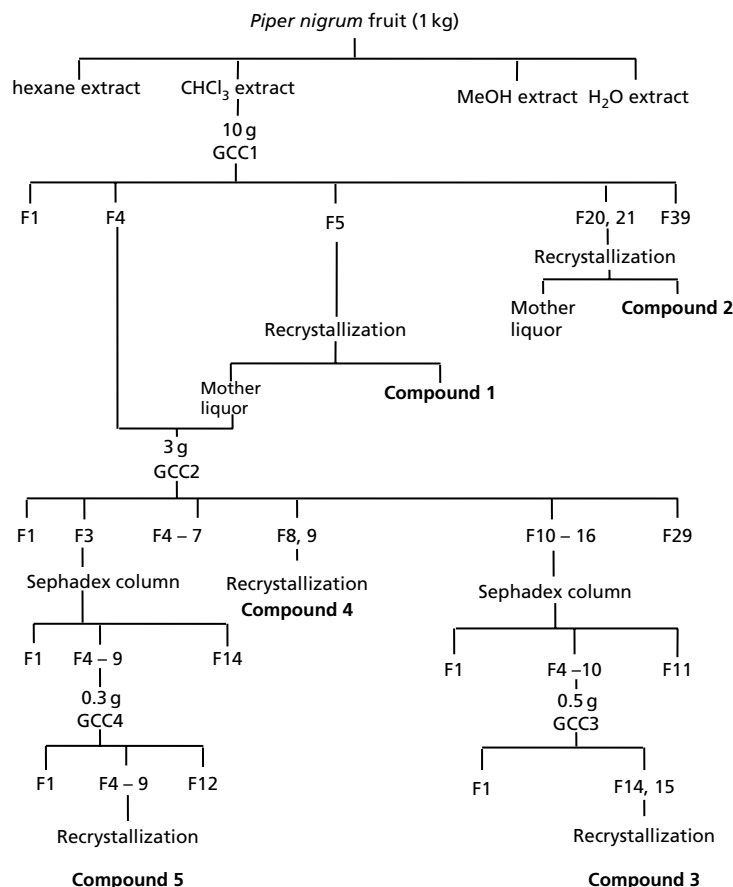 Piper nigrum fruit (1 kg)
hexane extract
CHCl3 extract
MeOH extract
H2O extract
10 g
GCC1
F1
F4
F5
F20, 21
F39
Recrystallization
Mother
liquor
Compound 2
Recrystallization
Mother
liquor
Compound 1
3 g
GCC2
F1
F3
F4 – 7
F8, 9
F10 – 16
F29
Sephadex column
Recrystallization
Compound 4
Sephadex column
F1
F4 – 9
F14
F1
F4 –10
F11
0.3 g
GCC4
0.5 g
GCC3
F1
F4 – 9
F12
F1
F14, 15
Recrystallization
Recrystallization
Compound 5
Compound 3